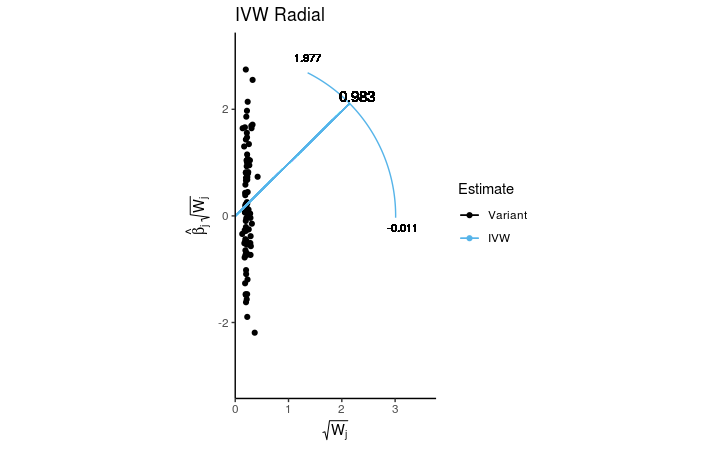 IVW Radial
1.977
0.983
-0.011
2
0
-2
β̂ⱼ√Wⱼ
0 1 2 3
√Wⱼ
Estimate
Variant
IVW